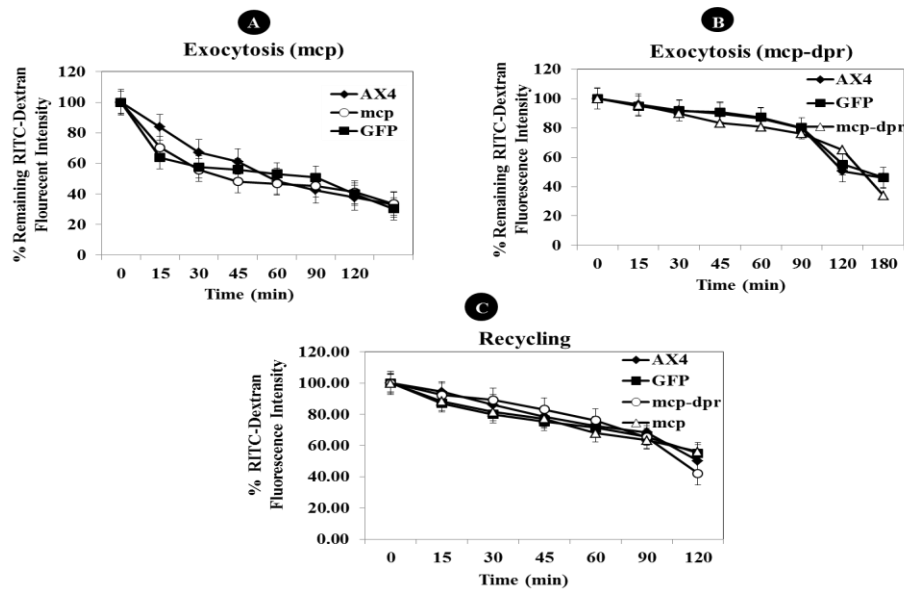 A
Exocytosis (mcp)
% Remaining RITC-Dextran
Flourecent Intensity
120
100
80
60
40
20
0
AX4
mcp
GFP
0 15 30 45 60 90 120
Time (min)
B
Exocytosis (mcp-dpr)
% Remaining RITC-Dextran
Fluorescence Intensity
120
100
80
60
40
20
0
AX4
GFP
mcp-dpr
0 15 30 45 60 90 120 180
Time (min)
C
Recycling
% RITC-Dextran
Fluorescence Intensity
120.00
100.00
80.00
60.00
40.00
20.00
0.00
AX4
GFP
mcp-dpr
mcp
0 15 30 45 60 90 120
Time (min)